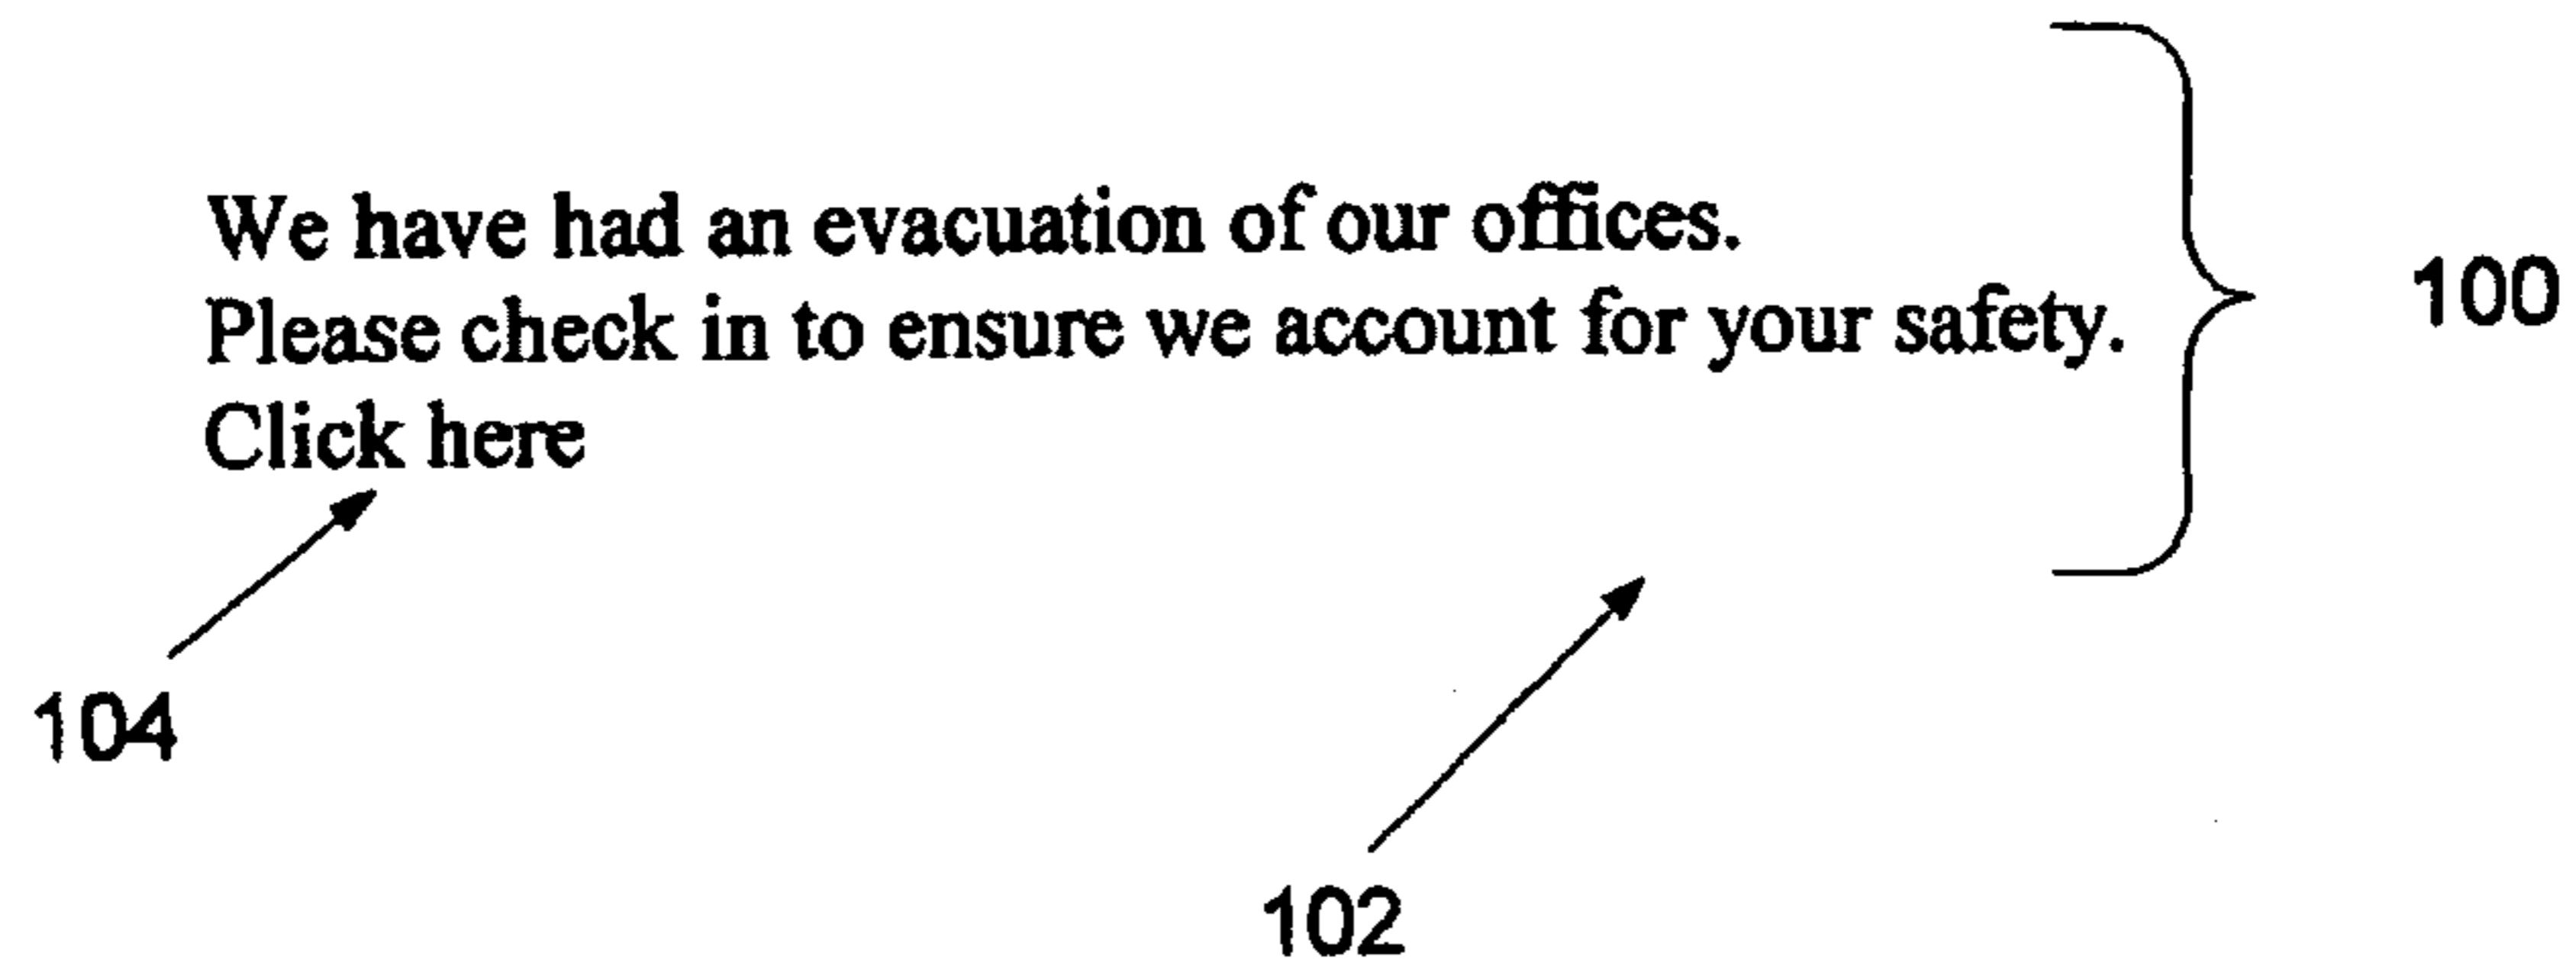 We have had an evacuation of our offices.
Please check in to ensure we account for your safety.
Click here
100
104
102